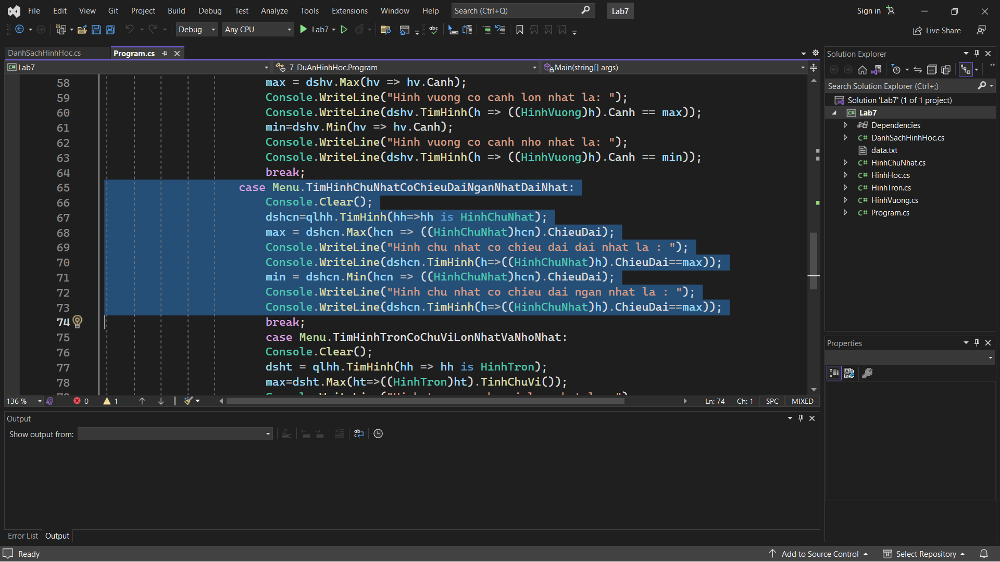 File Edit View Git Project Build Debug Test Analyze Tools Extensions Window Help Search (Ctrl+Q) Lab7 Sign in
Debug Any CPU Lab7 Live Share
DanhSachHinhHoc.cs Program.cs
Lab7 _7_DuAnHinhHoc.Program Main(string[] args)
58 max = dshv.Max(hv => hv.Canh);
59 Console.WriteLine("Hinh vuong co canh lon nhat la: ");
60 Console.WriteLine(dshv.TimHinh(h => ((HinhVuong)h).Canh == max));
61 min=dshv.Min(hv => hv.Canh);
62 Console.WriteLine("Hinh vuong co canh nho nhat la: ");
63 Console.WriteLine(dshv.TimHinh(h => ((HinhVuong)h).Canh == min));
64 break;
65 case Menu.TimHinhChuNhatCoChieuDaiNganNhatDaiNhat:
66 Console.Clear();
67 dshcn=qlhh.TimHinh(hh=>hh is HinhChuNhat);
68 max = dshcn.Max(hcn => ((HinhChuNhat)hcn).ChieuDai);
69 Console.WriteLine("Hinh chu nhat co chieu dai dai nhat la : ");
70 Console.WriteLine(dshcn.TimHinh(h=>((HinhChuNhat)h).ChieuDai==max));
71 min = dshcn.Min(hcn => ((HinhChuNhat)hcn).ChieuDai);
72 Console.WriteLine("Hinh chu nhat co chieu dai ngan nhat la : ");
73 Console.WriteLine(dshcn.TimHinh(h=>((HinhChuNhat)h).ChieuDai==max));
74 break;
75 case Menu.TimHinhTronCoChuViLonNhatVaNhoNhat:
76 Console.Clear();
77 dsht = qlhh.TimHinh(hh => hh is HinhTron);
78 max=dsht.Max(ht=>((HinhTron)ht).TinhChuVi());
136 % 0 1 Ln: 74 Ch: 1 SPC MIXED
Output
Show output from:
Error List Output
Solution Explorer
Search Solution Explorer (Ctrl+;)
Solution 'Lab7' (1 of 1 project)
Lab7
Dependencies
DanhSachHinhHoc.cs
data.txt
HinhChuNhat.cs
HinhHoc.cs
HinhTron.cs
HinhVuong.cs
Program.cs
Properties
Ready Add to Source Control Select Repository